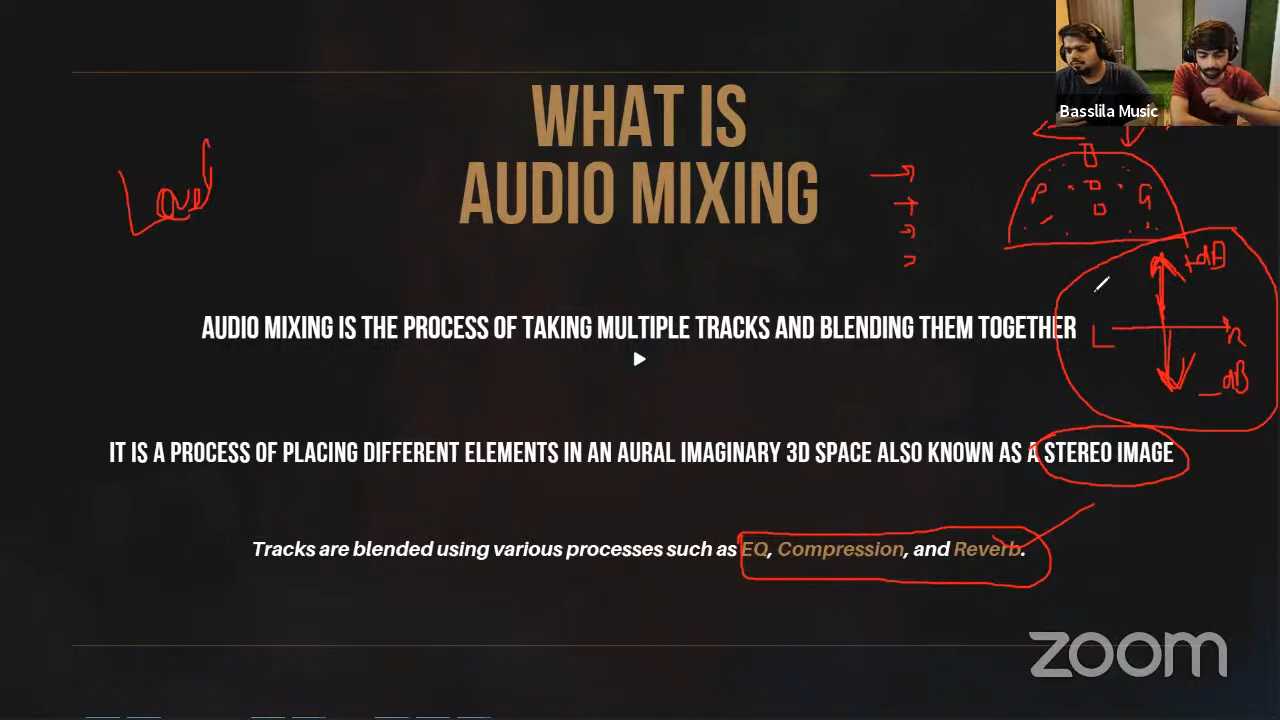 Basslila Music
WHAT IS
AUDIO MIXING
Level
P
G
+dB
AUDIO MIXING IS THE PROCESS OF TAKING MULTIPLE TRACKS AND BLENDING THEM TOGETHER
L
R
-dB
IT IS A PROCESS OF PLACING DIFFERENT ELEMENTS IN AN AURAL IMAGINARY 3D SPACE ALSO KNOWN AS A STEREO IMAGE
Tracks are blended using various processes such as EQ, Compression, and Reverb.
zoom